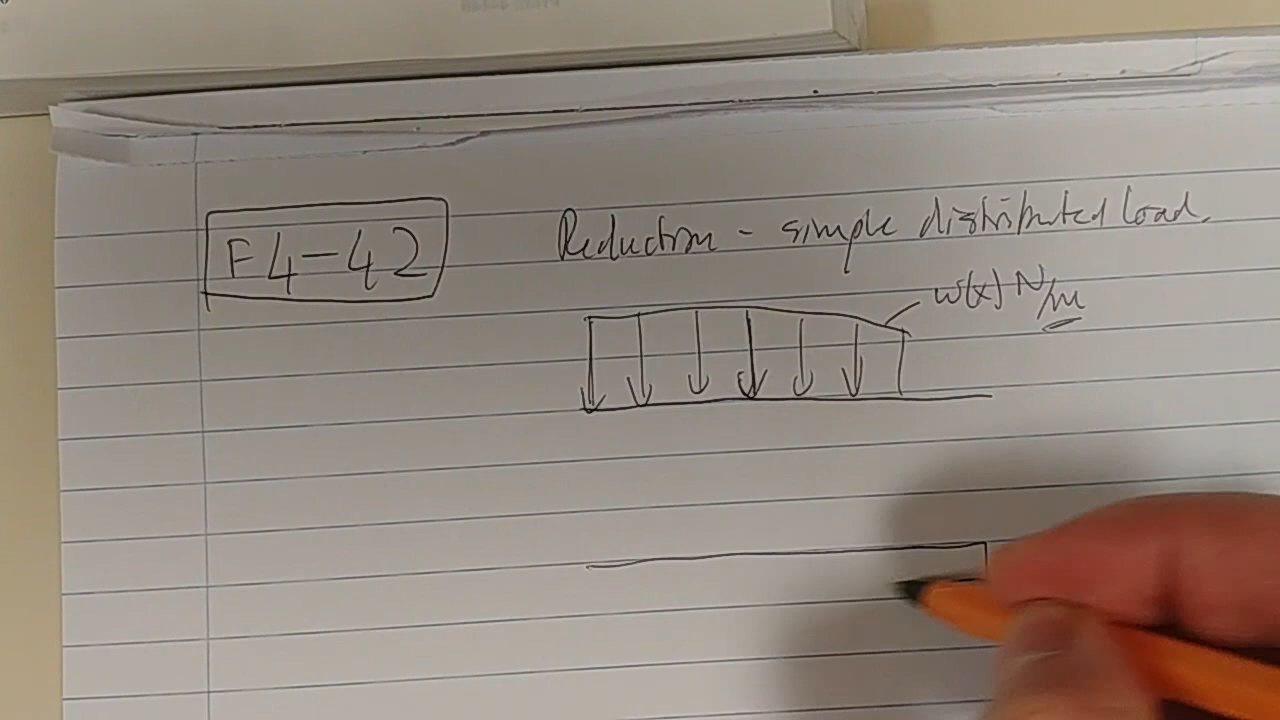 F4-42
Reduction - simple distributed load.
w(x) N/m